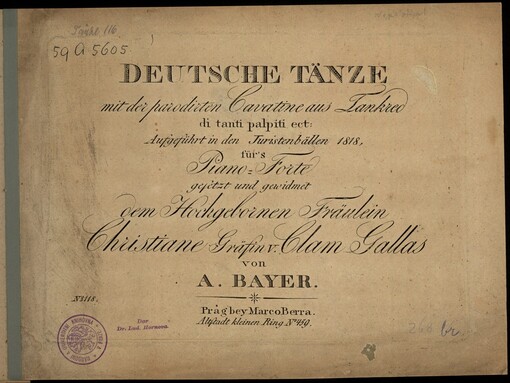 59 A 5605
DEUTSCHE TÄNZE
mit der parodirten Cavatine aus Tankred
di tanti palpiti ect:
Aufgeführt in den Juristenbällen 1818,
für's
Piano=Forte
gesetzt und gewidmet
dem Hochgebornen Fräulein
Christiane Gräfin v. Clam Gallas
von
A. BAYER.
Prag bey Marco Berra.
Altstadt kleinen Ring No 459.